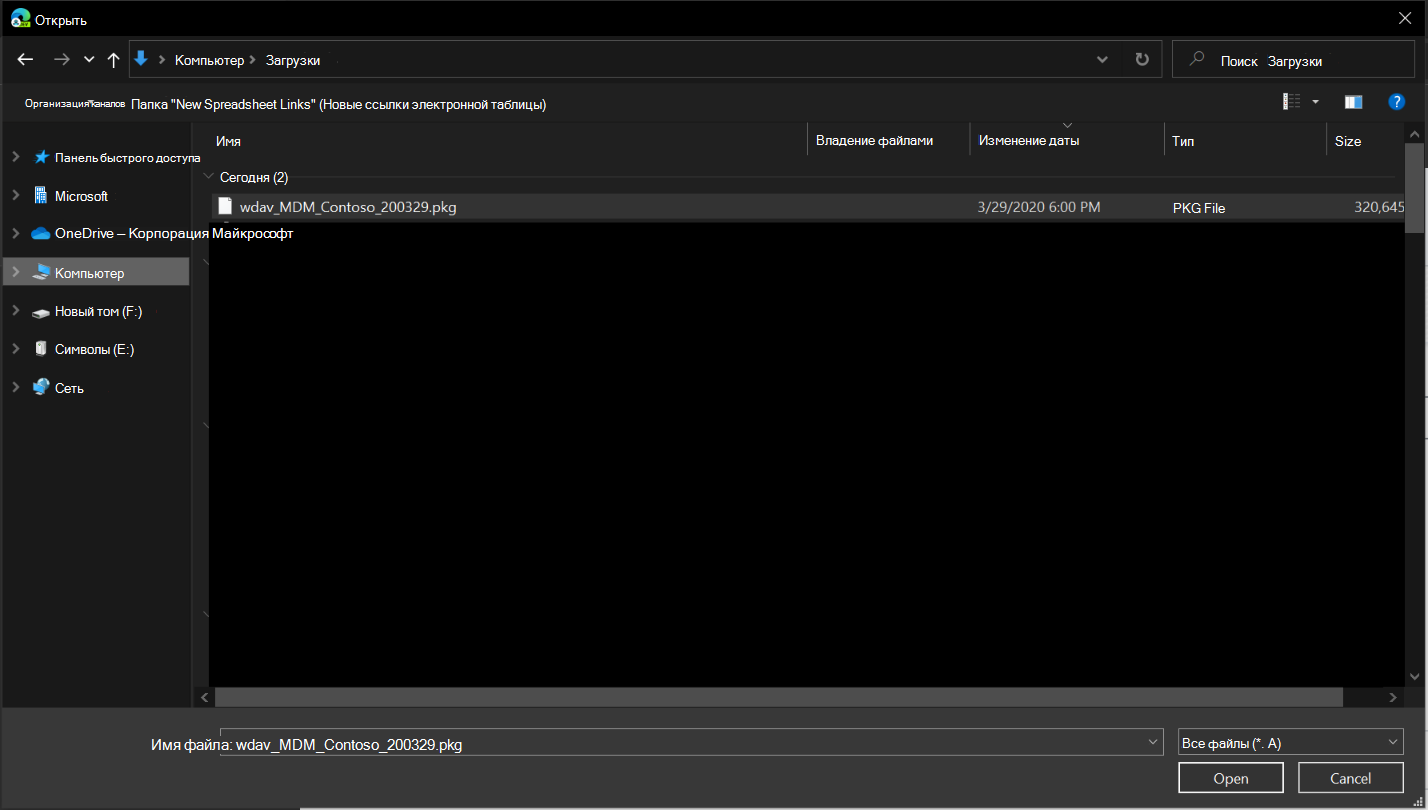 Открыть
Компьютер Загрузки
Поиск Загрузки
Папка "New Spreadsheet Links" (Новые ссылки электронной таблицы)
Имя Владение файлами Изменение даты Тип Size
Панель быстрого доступа
Сегодня (2)
Microsoft
wdav_MDM_Contoso_200329.pkg 3/29/2020 6:00 PM PKG File 320,645
OneDrive – Корпорация Майкрософт
Компьютер
Новый том (F:)
Символы (E:)
Сеть
Имя файла: wdav_MDM_Contoso_200329.pkg
Все файлы (*. A)
Open Cancel